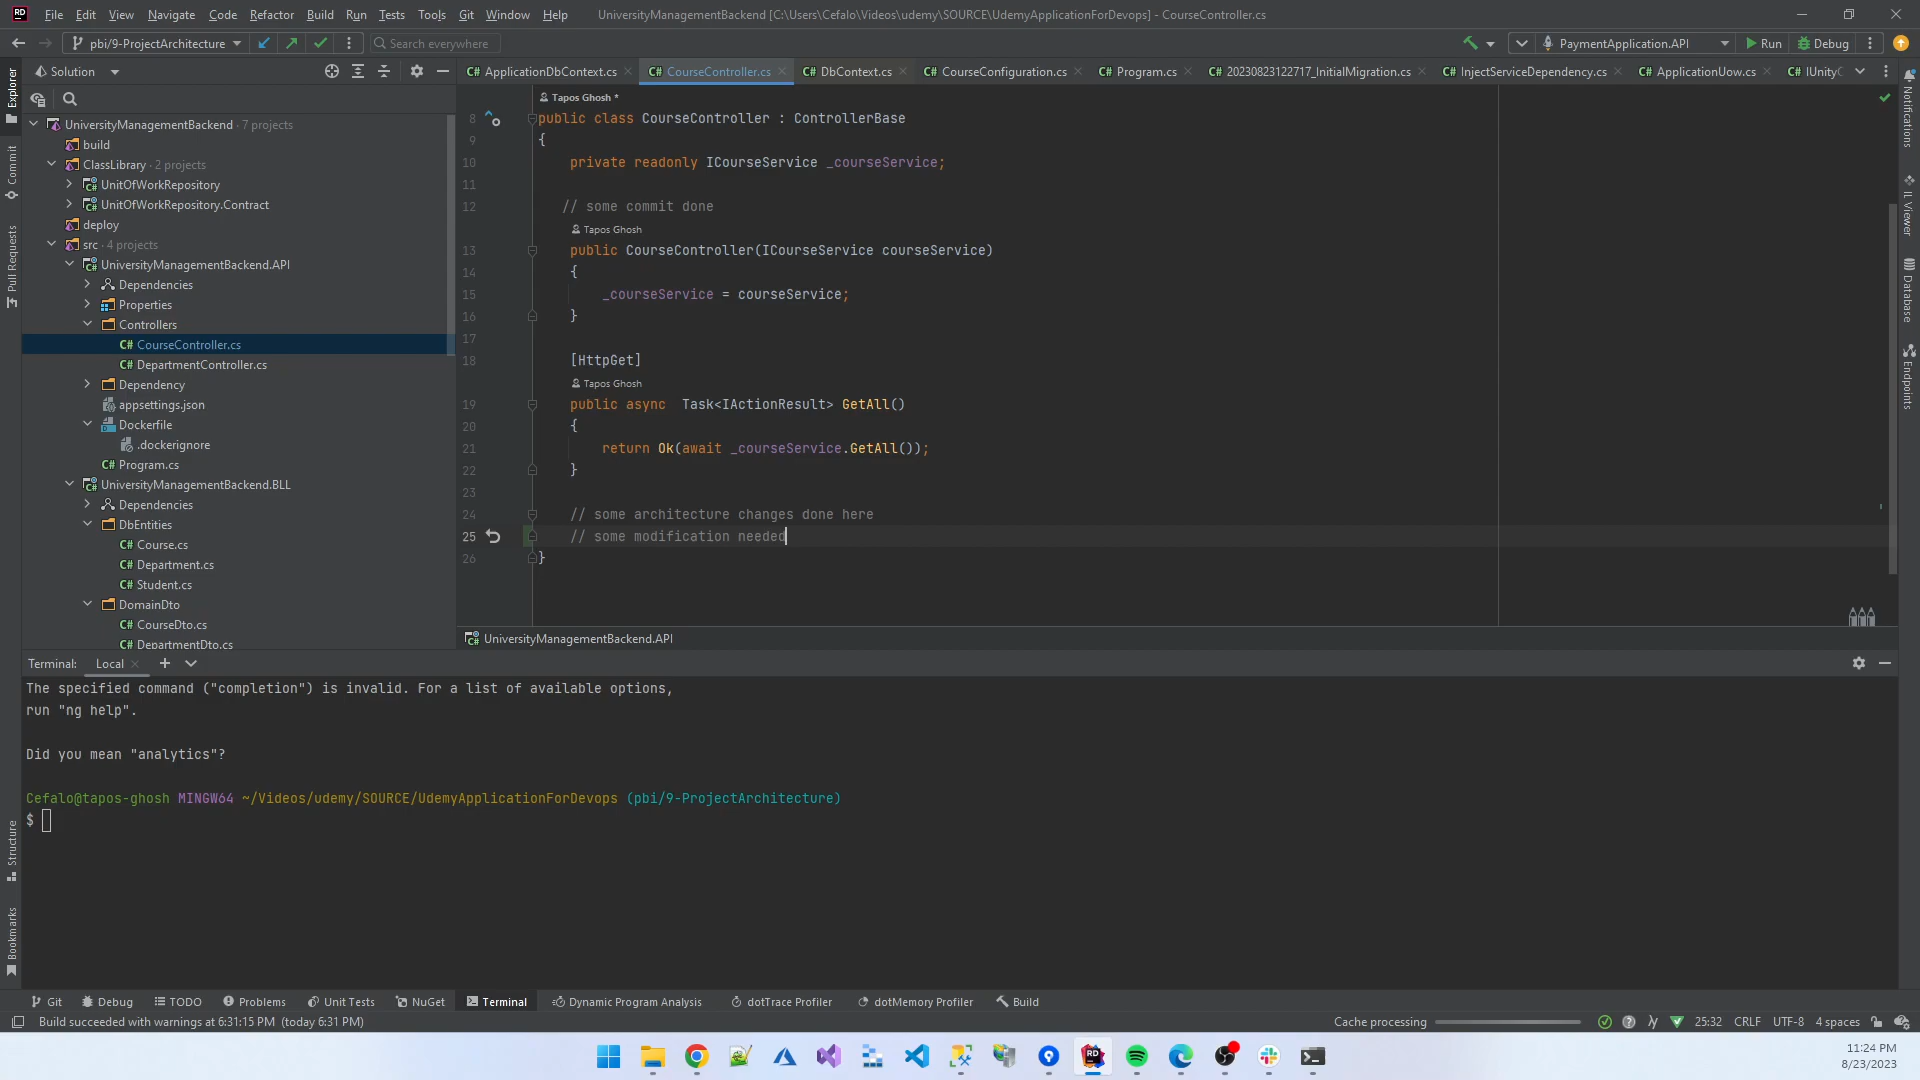 File Edit View Navigate Code Refactor Build Run Tests Tools Git Window Help UniversityManagementBackend [C:\Users\Cefalo\Videos\udemy\SOURCE\UdemyApplicationForDevops] - CourseController.cs
pbi/9-ProjectArchitecture Search everywhere PaymentApplication.API Run Debug
Solution
ApplicationDbContext.cs CourseController.cs DbContext.cs CourseConfiguration.cs Program.cs 20230823122717_InitialMigration.cs InjectServiceDependency.cs ApplicationUow.cs IUnityC
Explorer
Commit
Pull Requests
Structure
Bookmarks
UniversityManagementBackend · 7 projects
build
ClassLibrary · 2 projects
UnitOfWorkRepository
UnitOfWorkRepository.Contract
deploy
src · 4 projects
UniversityManagementBackend.API
Dependencies
Properties
Controllers
C# CourseController.cs
C# DepartmentController.cs
Dependency
appsettings.json
Dockerfile
.dockerignore
C# Program.cs
UniversityManagementBackend.BLL
Dependencies
DbEntities
C# Course.cs
C# Department.cs
C# Student.cs
DomainDto
C# CourseDto.cs
C# DepartmentDto.cs
Tapos Ghosh *
8 public class CourseController : ControllerBase
9 {
10 private readonly ICourseService _courseService;
11
12 // some commit done
Tapos Ghosh
13 public CourseController(ICourseService courseService)
14 {
15 _courseService = courseService;
16 }
17
18 [HttpGet]
Tapos Ghosh
19 public async  Task<IActionResult> GetAll()
20 {
21 return Ok(await _courseService.GetAll());
22 }
23
24 // some architecture changes done here
25 // some modification needed
26 }
UniversityManagementBackend.API
Notifications
IL Viewer
Database
Endpoints
Terminal: Local
The specified command ("completion") is invalid. For a list of available options,
run "ng help".
Did you mean "analytics"?
Cefalo@tapos-ghosh MINGW64 ~/Videos/udemy/SOURCE/UdemyApplicationForDevops (pbi/9-ProjectArchitecture)
$
Git Debug TODO Problems Unit Tests NuGet Terminal Dynamic Program Analysis dotTrace Profiler dotMemory Profiler Build
Build succeeded with warnings at 6:31:15 PM (today 6:31 PM) Cache processing 25:32 CRLF UTF-8 4 spaces
11:24 PM
8/23/2023